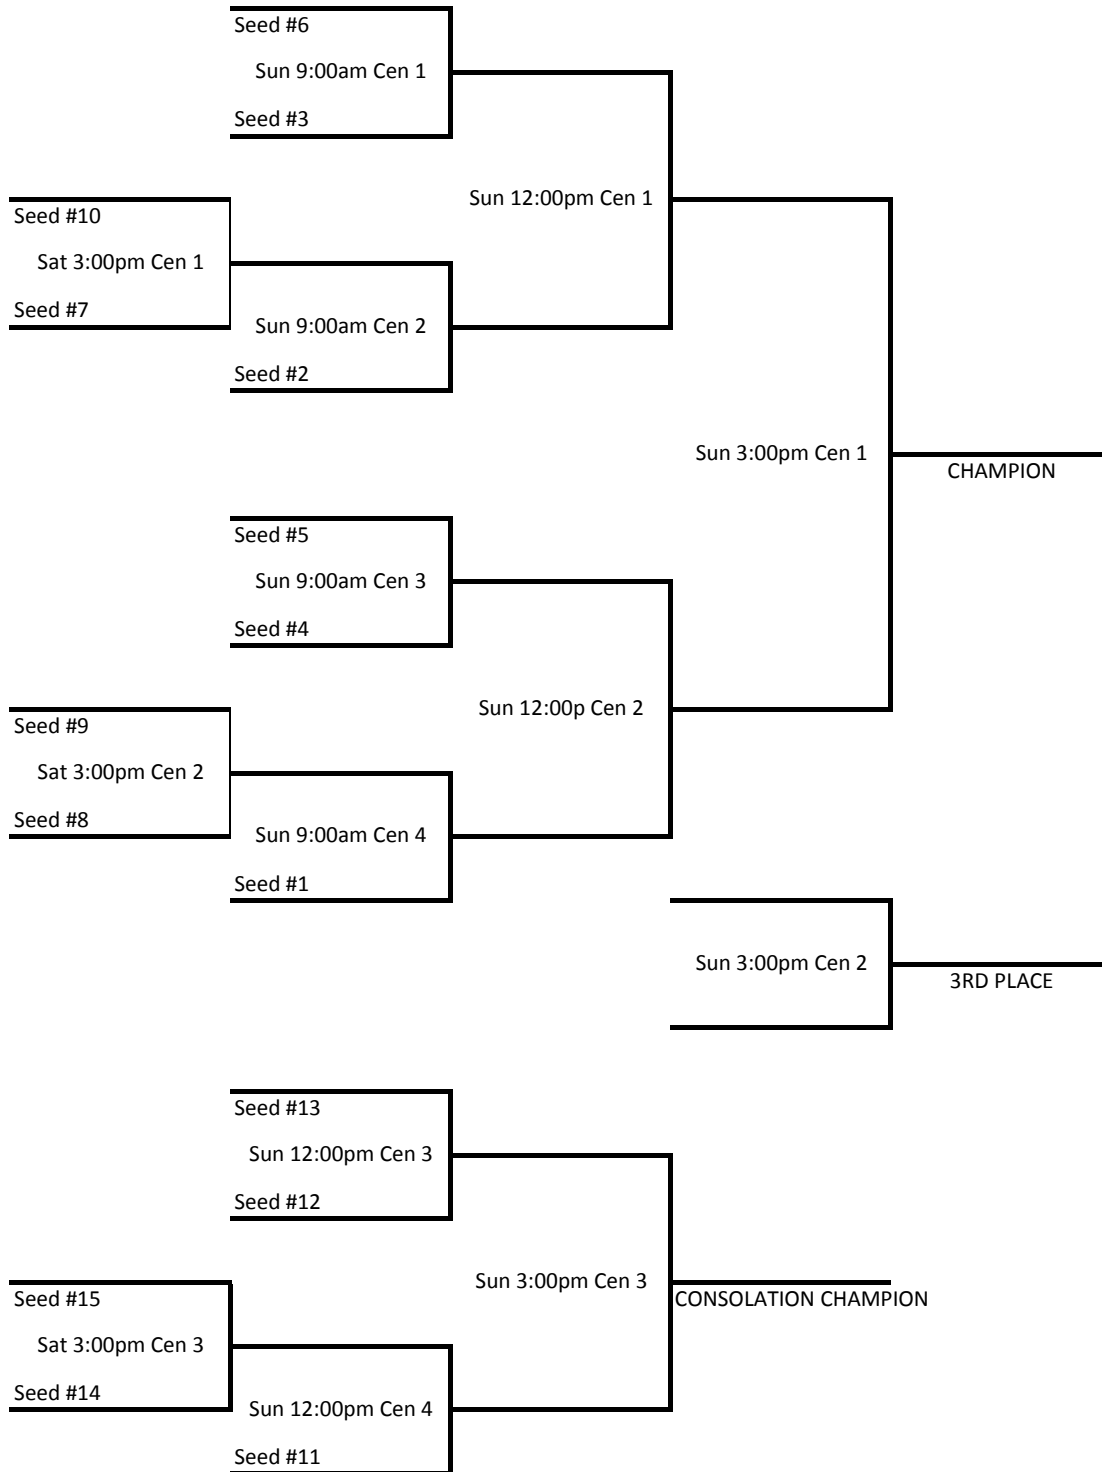 Seed #6
Sun 9:00am Cen 1
Seed #3
Sun 12:00pm Cen 1
Seed #10
Sat 3:00pm Cen 1
Seed #7
Sun 9:00am Cen 2
Seed #2
Sun 3:00pm Cen 1
CHAMPION
Seed #5
Sun 9:00am Cen 3
Seed #4
Sun 12:00p Cen 2
Seed #9
Sat 3:00pm Cen 2
Seed #8
Sun 9:00am Cen 4
Seed #1
Sun 3:00pm Cen 2
3RD PLACE
Seed #13
Sun 12:00pm Cen 3
Seed #12
Sun 3:00pm Cen 3
CONSOLATION CHAMPION
Seed #15
Sat 3:00pm Cen 3
Seed #14
Sun 12:00pm Cen 4
Seed #11